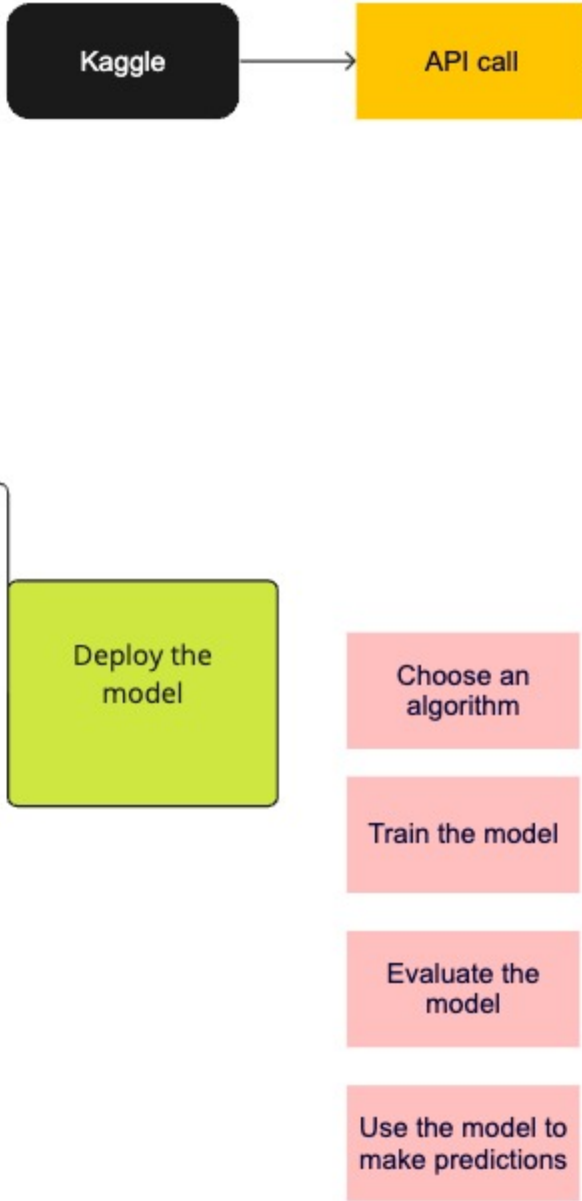 Kaggle
API call
Deploy the
model
Choose an
algorithm
Train the model
Evaluate the
model
Use the model to
make predictions